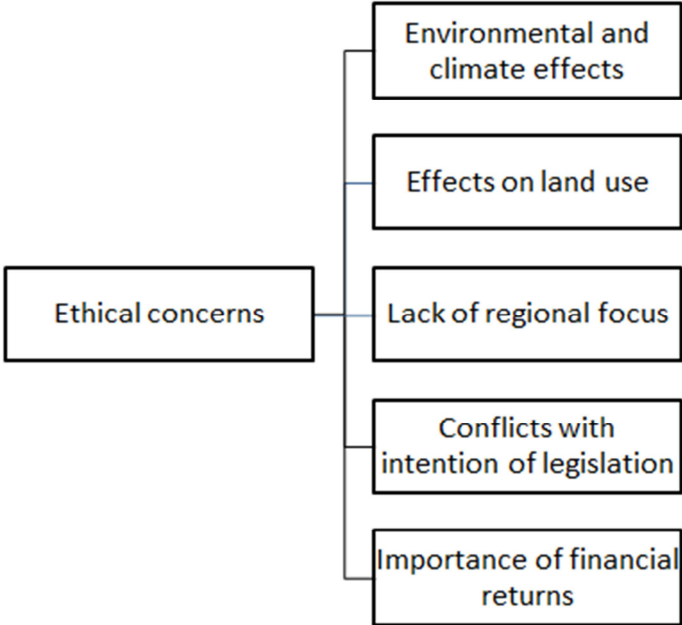 Environmental and
climate effects
Effects on land use
Ethical concerns
Lack of regional focus
Conflicts with
intention of legislation
Importance of financial
returns